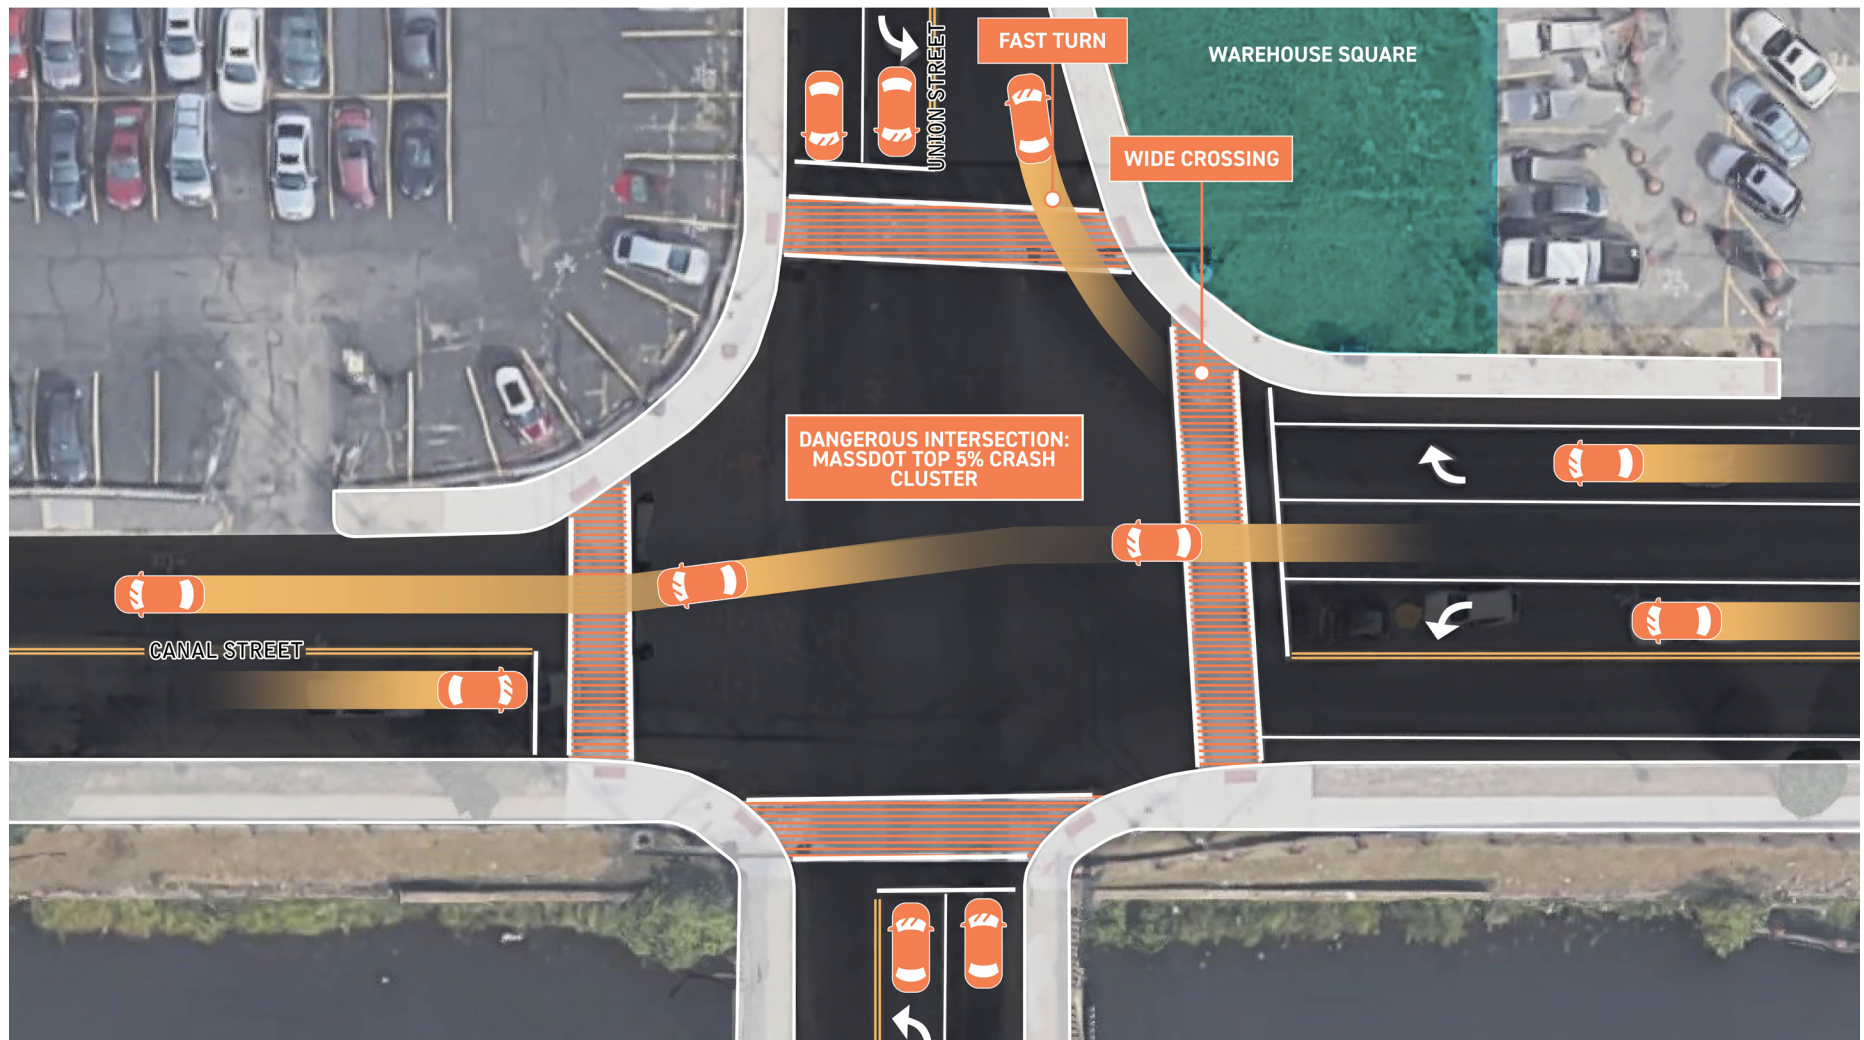 FAST TURN
WAREHOUSE SQUARE
UNION STREET
WIDE CROSSING
DANGEROUS INTERSECTION:
MASSDOT TOP 5% CRASH
CLUSTER
CANAL STREET